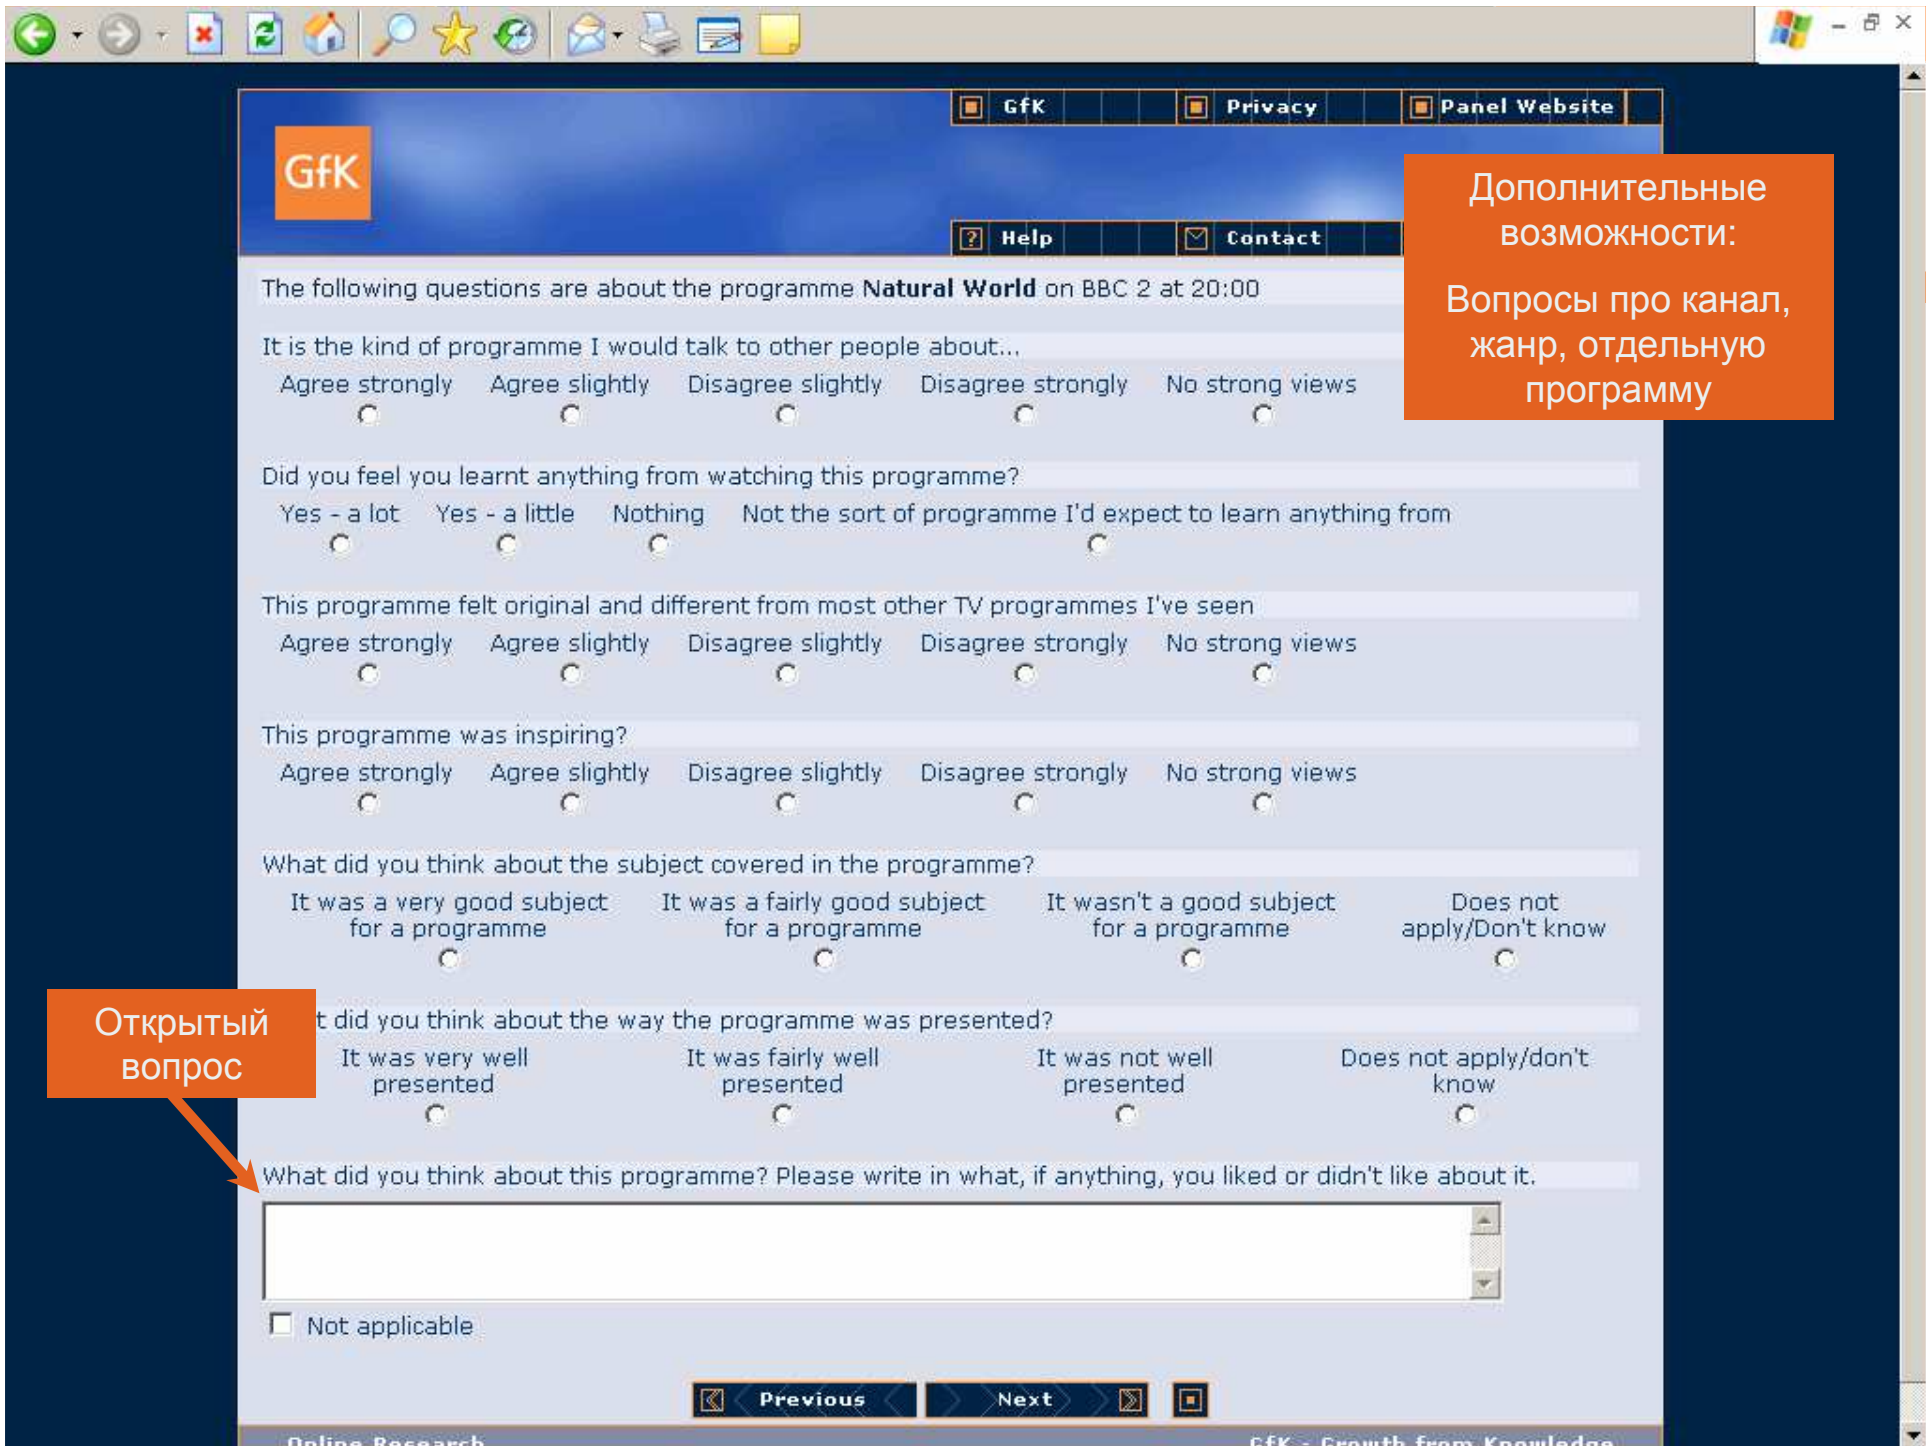 GfK Privacy Panel Website
GfK
Help Contact
Дополнительные
возможности:
Вопросы про канал,
жанр, отдельную
программу
The following questions are about the programme Natural World on BBC 2 at 20:00
It is the kind of programme I would talk to other people about...
Agree strongly Agree slightly Disagree slightly Disagree strongly No strong views
Did you feel you learnt anything from watching this programme?
Yes - a lot Yes - a little Nothing Not the sort of programme I'd expect to learn anything from
This programme felt original and different from most other TV programmes I've seen
Agree strongly Agree slightly Disagree slightly Disagree strongly No strong views
This programme was inspiring?
Agree strongly Agree slightly Disagree slightly Disagree strongly No strong views
What did you think about the subject covered in the programme?
It was a very good subject It was a fairly good subject It wasn't a good subject Does not
for a programme for a programme for a programme apply/Don't know
Открытый
вопрос
t did you think about the way the programme was presented?
It was very well It was fairly well It was not well Does not apply/don't
presented presented presented know
What did you think about this programme? Please write in what, if anything, you liked or didn't like about it.
Not applicable
Previous Next
Online Research GfK - Growth from Knowledge